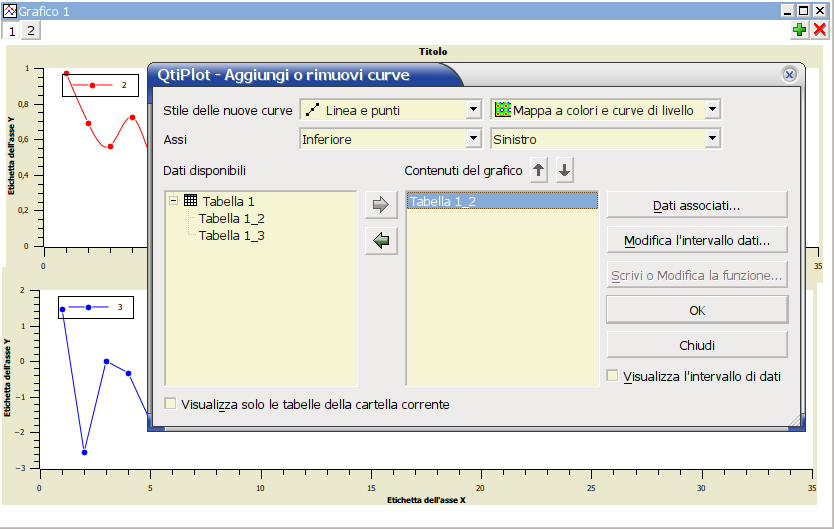 Grafico 1
1 2
Titolo
QtiPlot - Aggiungi o rimuovi curve
Stile delle nuove curve Linea e punti Mappa a colori e curve di livello
Assi Inferiore Sinistro
Dati disponibili Contenuti del grafico
Tabella 1
Tabella 1_2
Tabella 1_3
Tabella 1_2
Dati associati...
Modifica l'intervallo dati...
Scrivi o Modifica la funzione...
OK
Chiudi
Visualizza l'intervallo di dati
Visualizza solo le tabelle della cartella corrente
2
Etichetta dell'asse Y
1
0,8
0,6
0,4
0,2
0
0 35
3
Etichetta dell'asse Y
2
1
0
−1
−2
−3
0 5 10 15 20 25 30 35
Etichetta dell'asse X